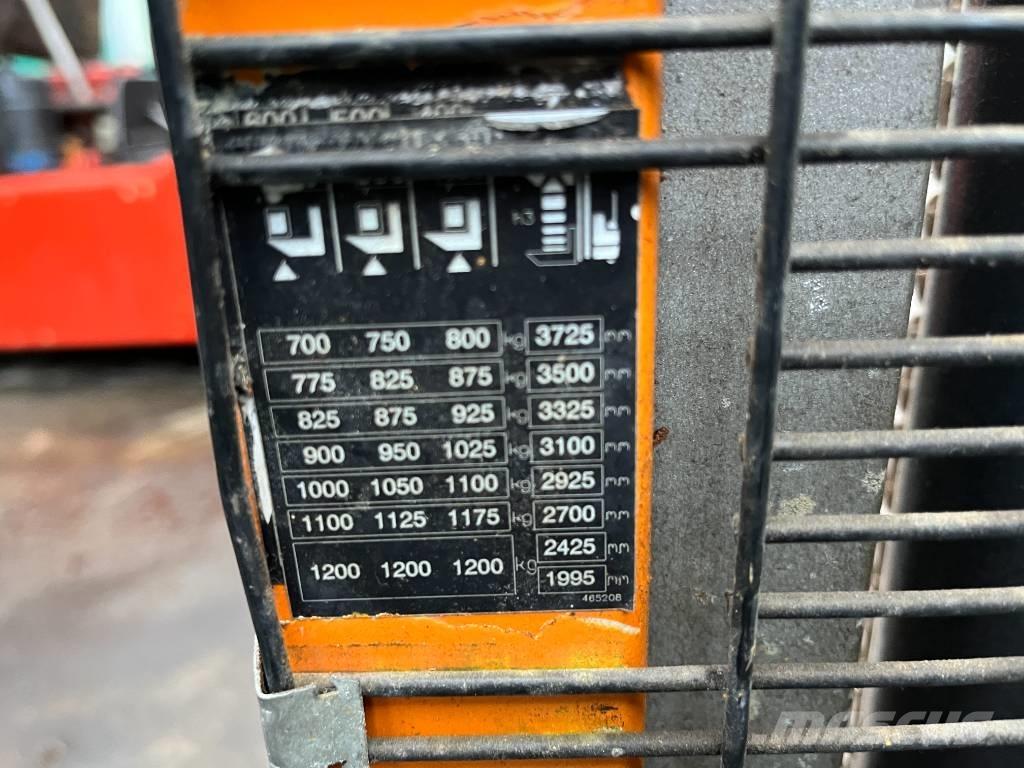 h3
700 750 800 kg 3725 mm
775 825 875 kg 3500 mm
825 875 925 kg 3325 mm
900 950 1025 kg 3100 mm
1000 1050 1100 kg 2925 mm
1100 1125 1175 kg 2700 mm
1200 1200 1200 kg 2425 mm
1995 mm
465208
MASCUS